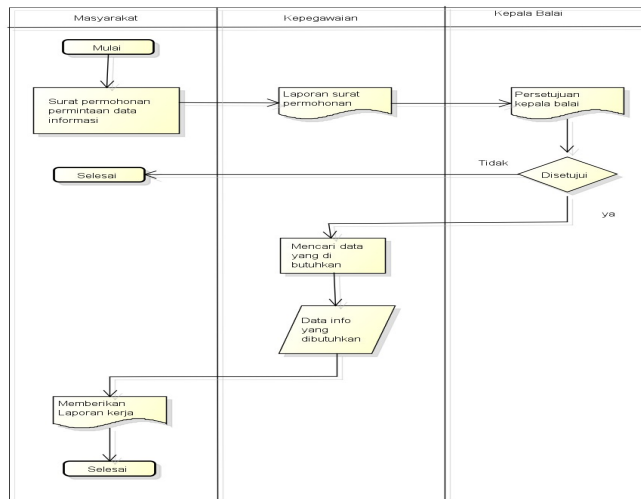 Masyarakat
Kepegawaian
Kepala Balai
Mulai
Surat permohonan
permintaan data
informasi
Laporan surat
permohonan
Persetujuan
kepala balai
Selesai
Tidak
Disetujui
ya
Mencari data
yang di
butuhkan
Data info
yang
dibutuhkan
Memberikan
Laporan kerja
Selesai